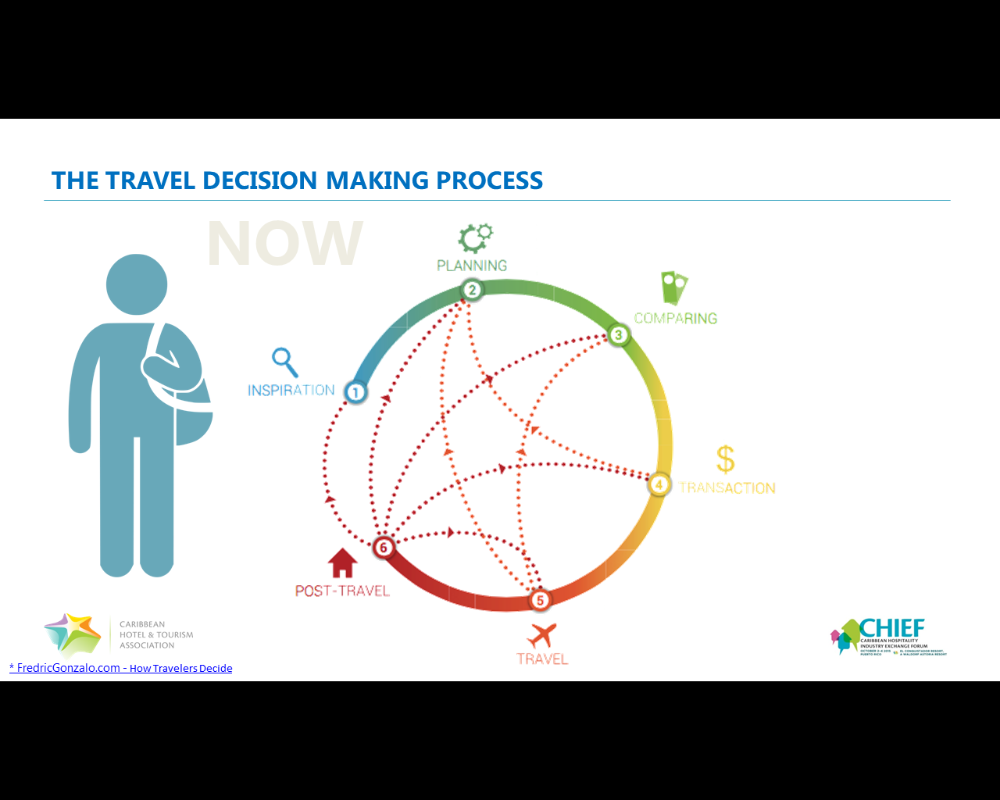 THE TRAVEL DECISION MAKING PROCESS
NOW
PLANNING
2
COMPARING
3
INSPIRATION
1
$
TRANSACTION
4
6
POST-TRAVEL
5
TRAVEL
CARIBBEAN
HOTEL & TOURISM
ASSOCIATION
CHIEF
CARIBBEAN HOSPITALITY
INDUSTRY EXCHANGE FORUM
* FredricGonzalo.com - How Travelers Decide